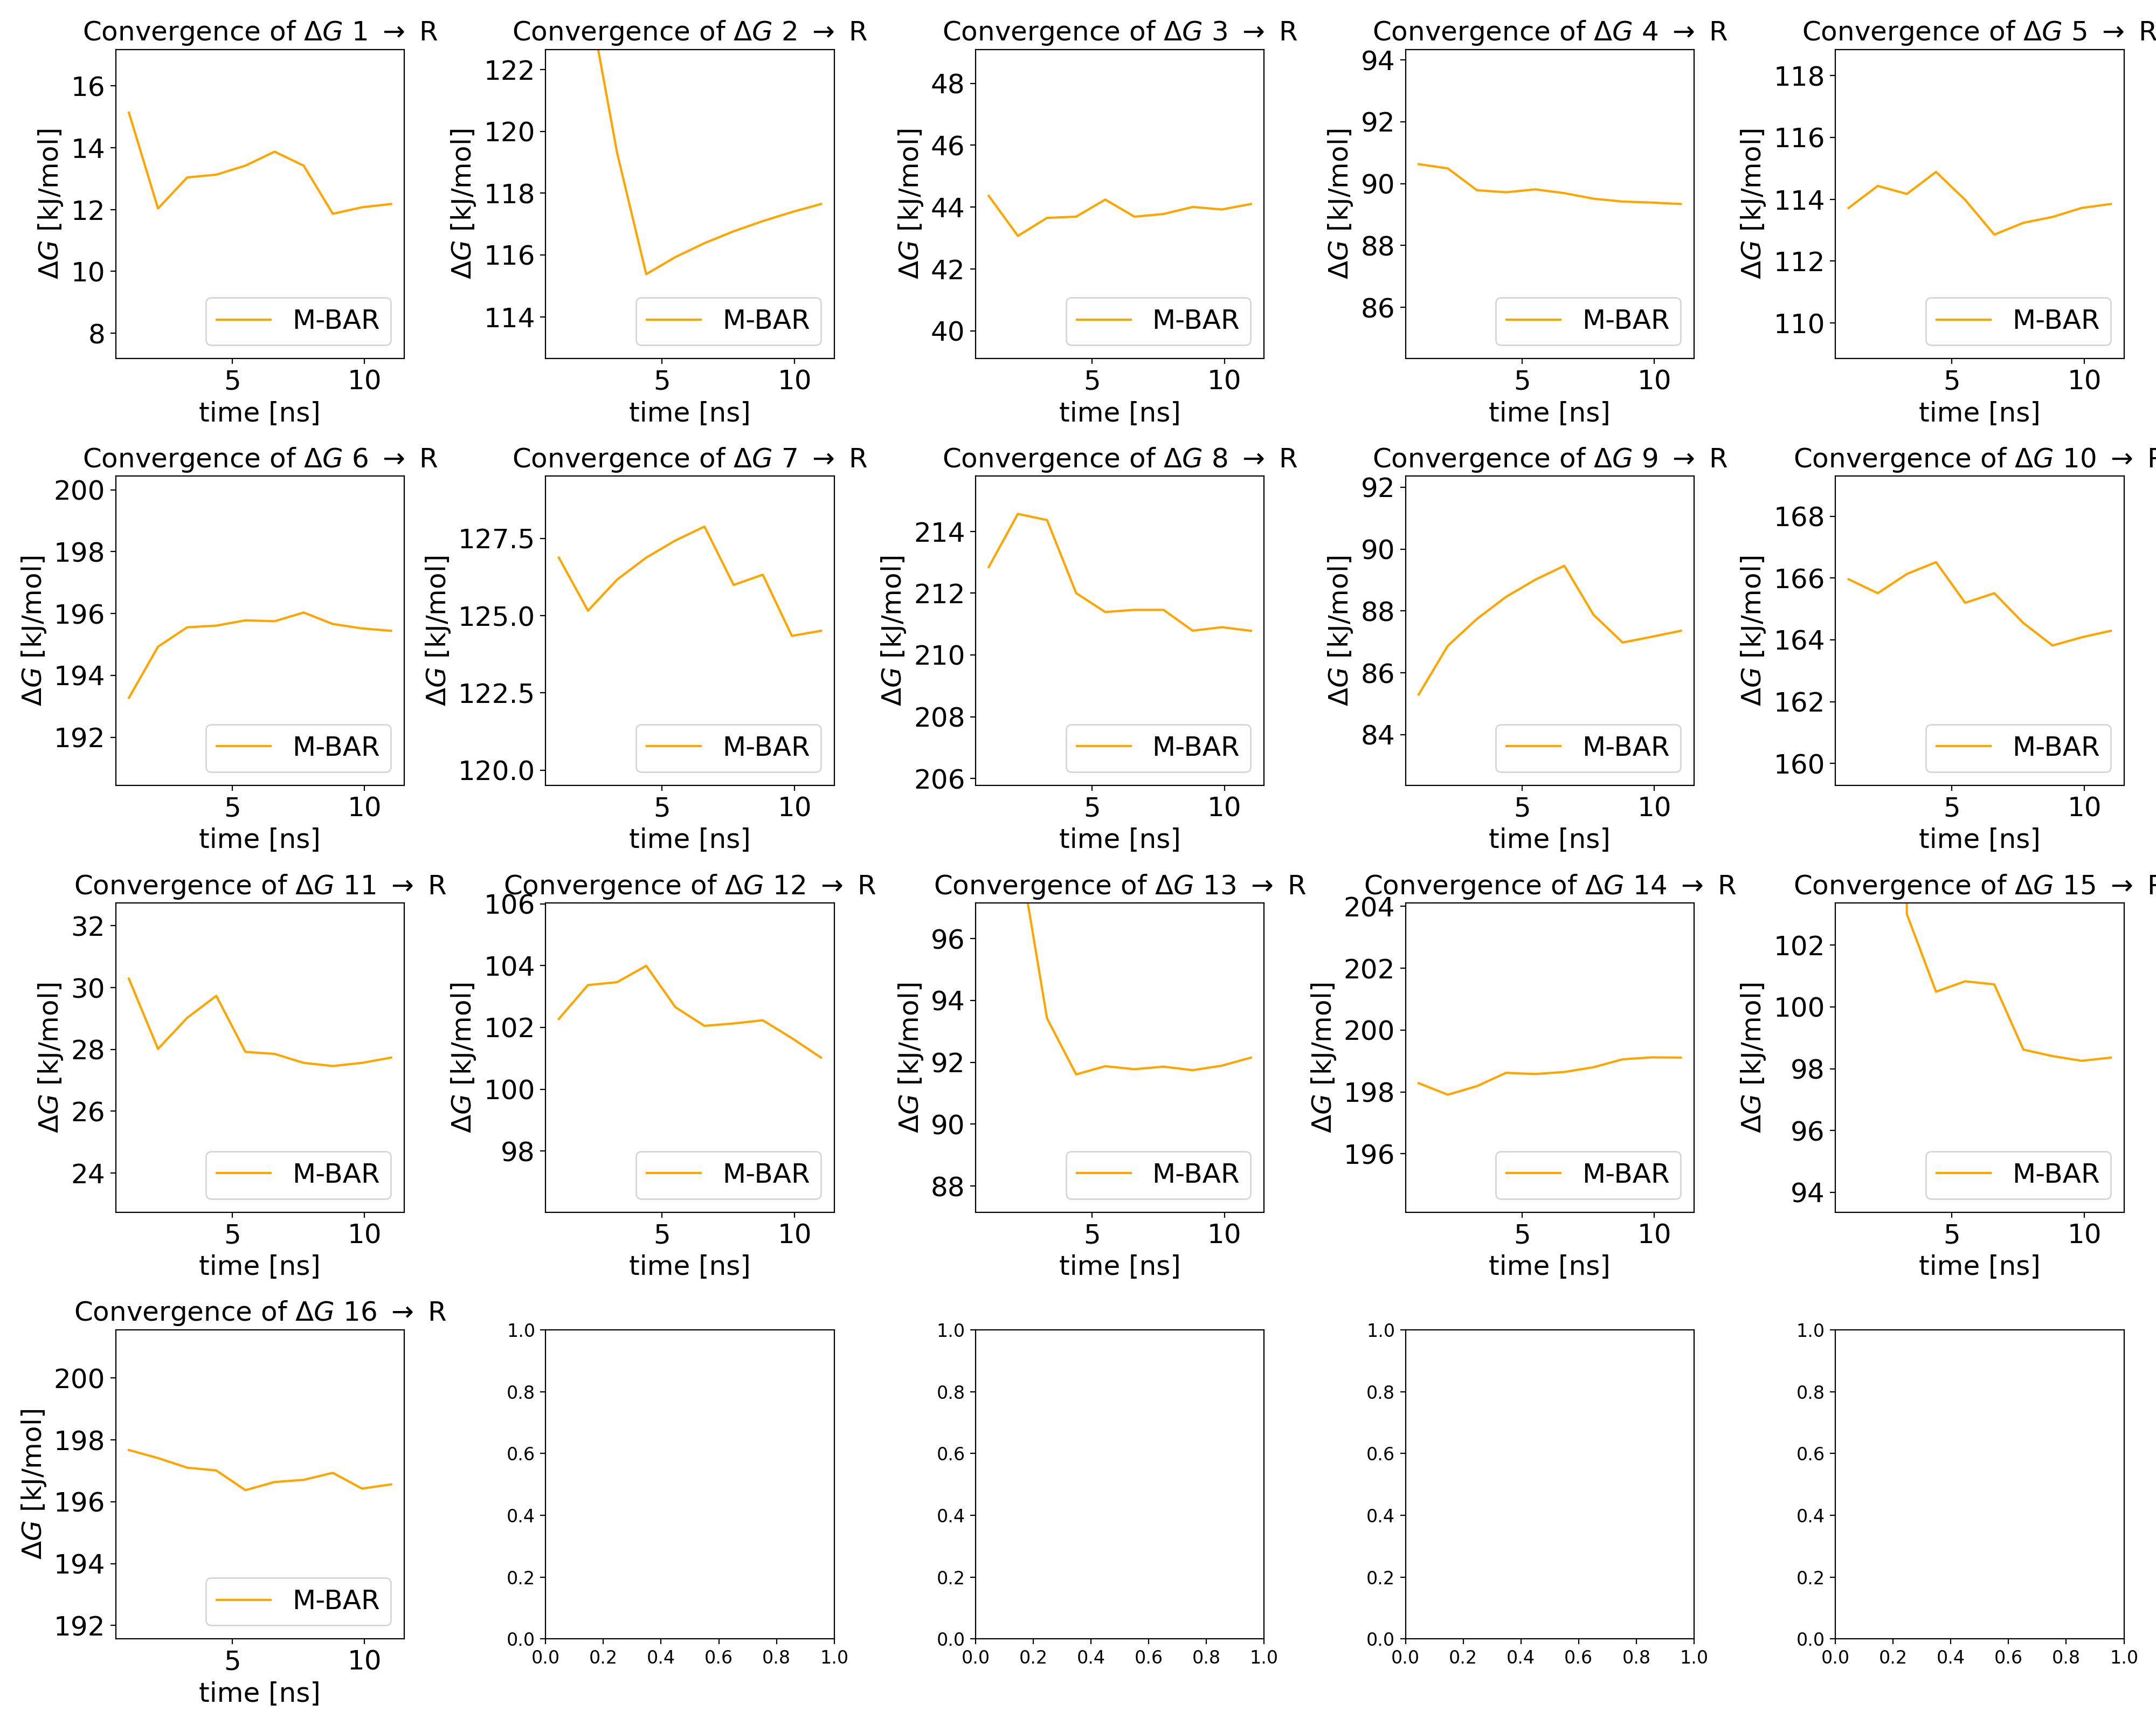 Convergence of ΔG 1 → R
Convergence of ΔG 2 → R
Convergence of ΔG 3 → R
Convergence of ΔG 4 → R
Convergence of ΔG 5 → R
16
14
12
10
8
ΔG [kJ/mol]
M-BAR
5
10
time [ns]
122
120
118
116
114
ΔG [kJ/mol]
M-BAR
5
10
time [ns]
48
46
44
42
40
ΔG [kJ/mol]
M-BAR
5
10
time [ns]
94
92
90
88
86
ΔG [kJ/mol]
M-BAR
5
10
time [ns]
118
116
114
112
110
ΔG [kJ/mol]
M-BAR
5
10
time [ns]
Convergence of ΔG 6 → R
Convergence of ΔG 7 → R
Convergence of ΔG 8 → R
Convergence of ΔG 9 → R
Convergence of ΔG 10 → R
200
198
196
194
192
ΔG [kJ/mol]
M-BAR
5
10
time [ns]
127.5
125.0
122.5
120.0
ΔG [kJ/mol]
M-BAR
5
10
time [ns]
214
212
210
208
206
ΔG [kJ/mol]
M-BAR
5
10
time [ns]
92
90
88
86
84
ΔG [kJ/mol]
M-BAR
5
10
time [ns]
168
166
164
162
160
ΔG [kJ/mol]
M-BAR
5
10
time [ns]
Convergence of ΔG 11 → R
Convergence of ΔG 12 → R
Convergence of ΔG 13 → R
Convergence of ΔG 14 → R
Convergence of ΔG 15 → R
32
30
28
26
24
ΔG [kJ/mol]
M-BAR
5
10
time [ns]
106
104
102
100
98
ΔG [kJ/mol]
M-BAR
5
10
time [ns]
96
94
92
90
88
ΔG [kJ/mol]
M-BAR
5
10
time [ns]
204
202
200
198
196
ΔG [kJ/mol]
M-BAR
5
10
time [ns]
102
100
98
96
94
ΔG [kJ/mol]
M-BAR
5
10
time [ns]
Convergence of ΔG 16 → R
200
198
196
194
192
ΔG [kJ/mol]
M-BAR
5
10
time [ns]
1.0
0.8
0.6
0.4
0.2
0.0
0.0 0.2 0.4 0.6 0.8 1.0
1.0
0.8
0.6
0.4
0.2
0.0
0.0 0.2 0.4 0.6 0.8 1.0
1.0
0.8
0.6
0.4
0.2
0.0
0.0 0.2 0.4 0.6 0.8 1.0
1.0
0.8
0.6
0.4
0.2
0.0
0.0 0.2 0.4 0.6 0.8 1.0